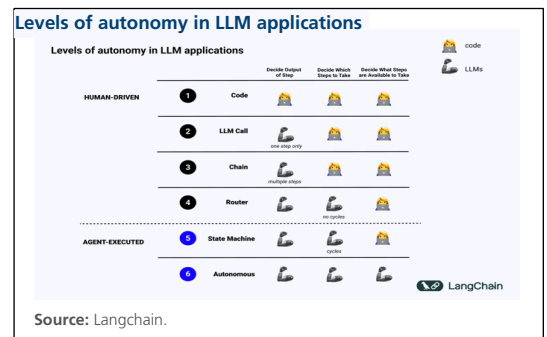 Levels of autonomy in LLM applications
Levels of autonomy in LLM applications
code
LLMs
Decide Output
of Step
Decide Which
Steps to Take
Decide What Steps
are Available to Take
HUMAN-DRIVEN
1 Code
2 LLM Call
one step only
3 Chain
multiple steps
4 Router
no cycles
AGENT-EXECUTED
5 State Machine
cycles
6 Autonomous
LangChain
Source: Langchain.